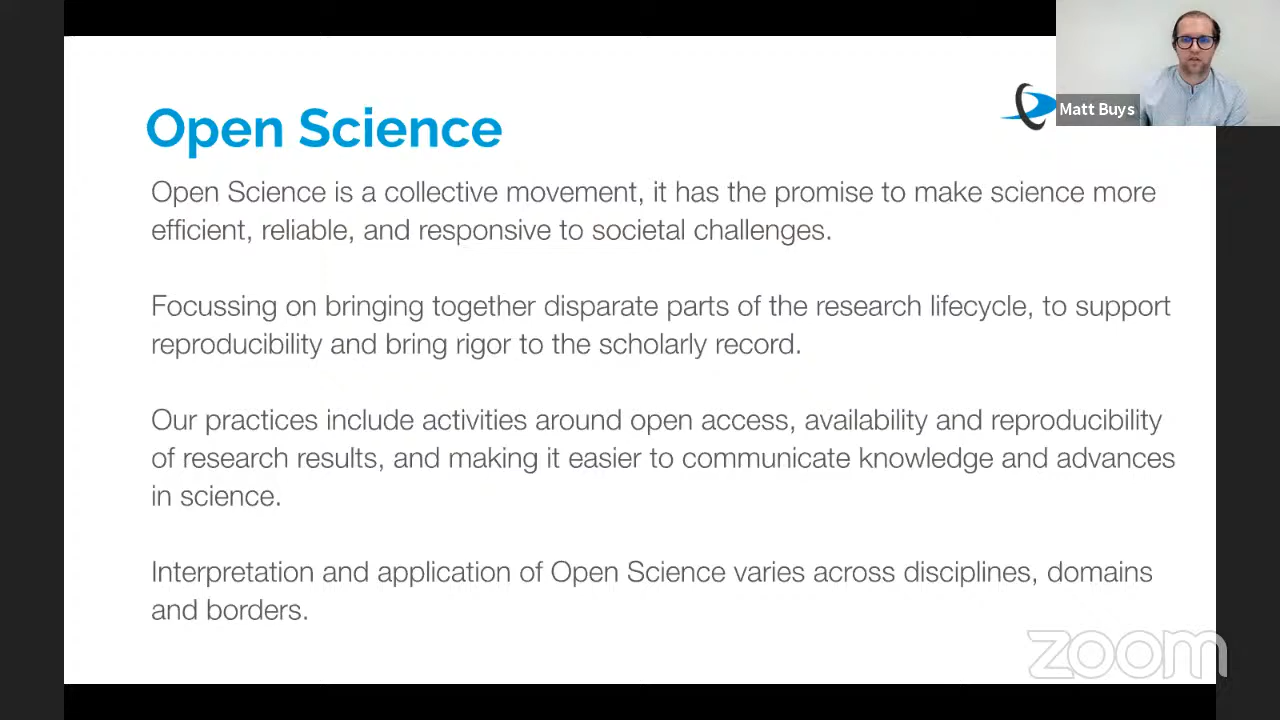 Open Science
Matt Buys
Open Science is a collective movement, it has the promise to make science more
efficient, reliable, and responsive to societal challenges.
Focussing on bringing together disparate parts of the research lifecycle, to support
reproducibility and bring rigor to the scholarly record.
Our practices include activities around open access, availability and reproducibility
of research results, and making it easier to communicate knowledge and advances
in science.
Interpretation and application of Open Science varies across disciplines, domains
and borders.
zoom